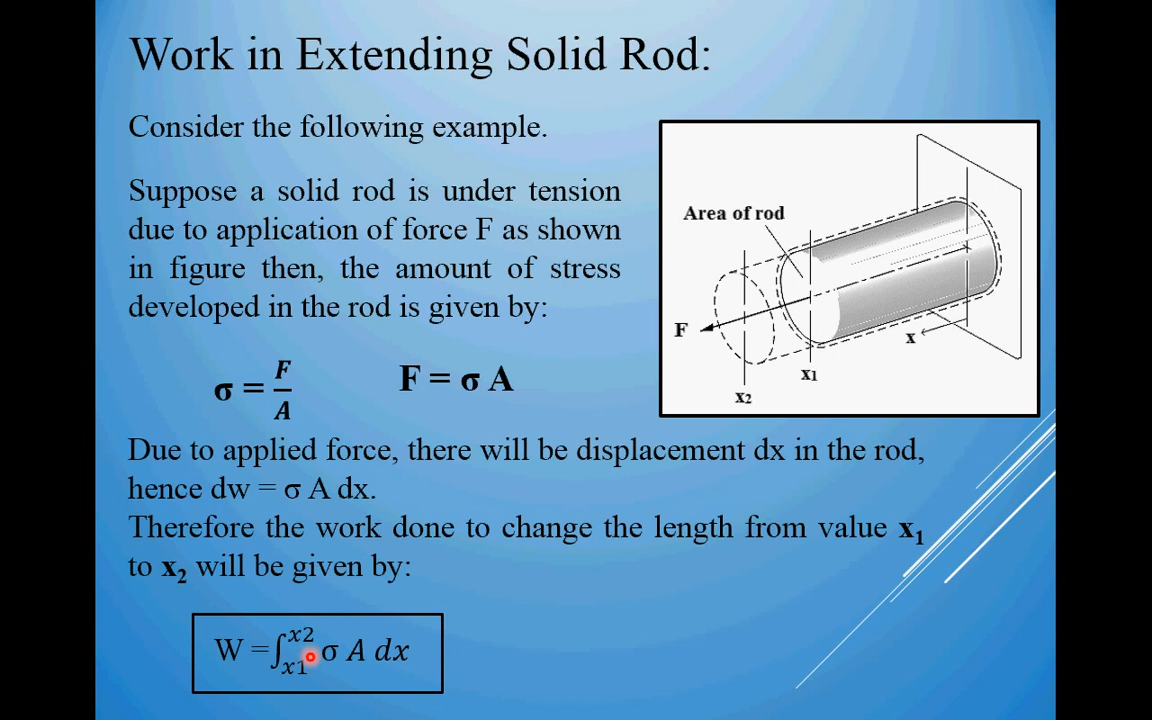 Work in Extending Solid Rod:
Consider the following example.
Suppose a solid rod is under tension
due to application of force F as shown
in figure then, the amount of stress
developed in the rod is given by:
σ = F/A
F = σ A
Area of rod
F
x
x1
x2
Due to applied force, there will be displacement dx in the rod,
hence dw = σ A dx.
Therefore the work done to change the length from value x₁
to x₂ will be given by:
W =∫x1x2 σ A dx